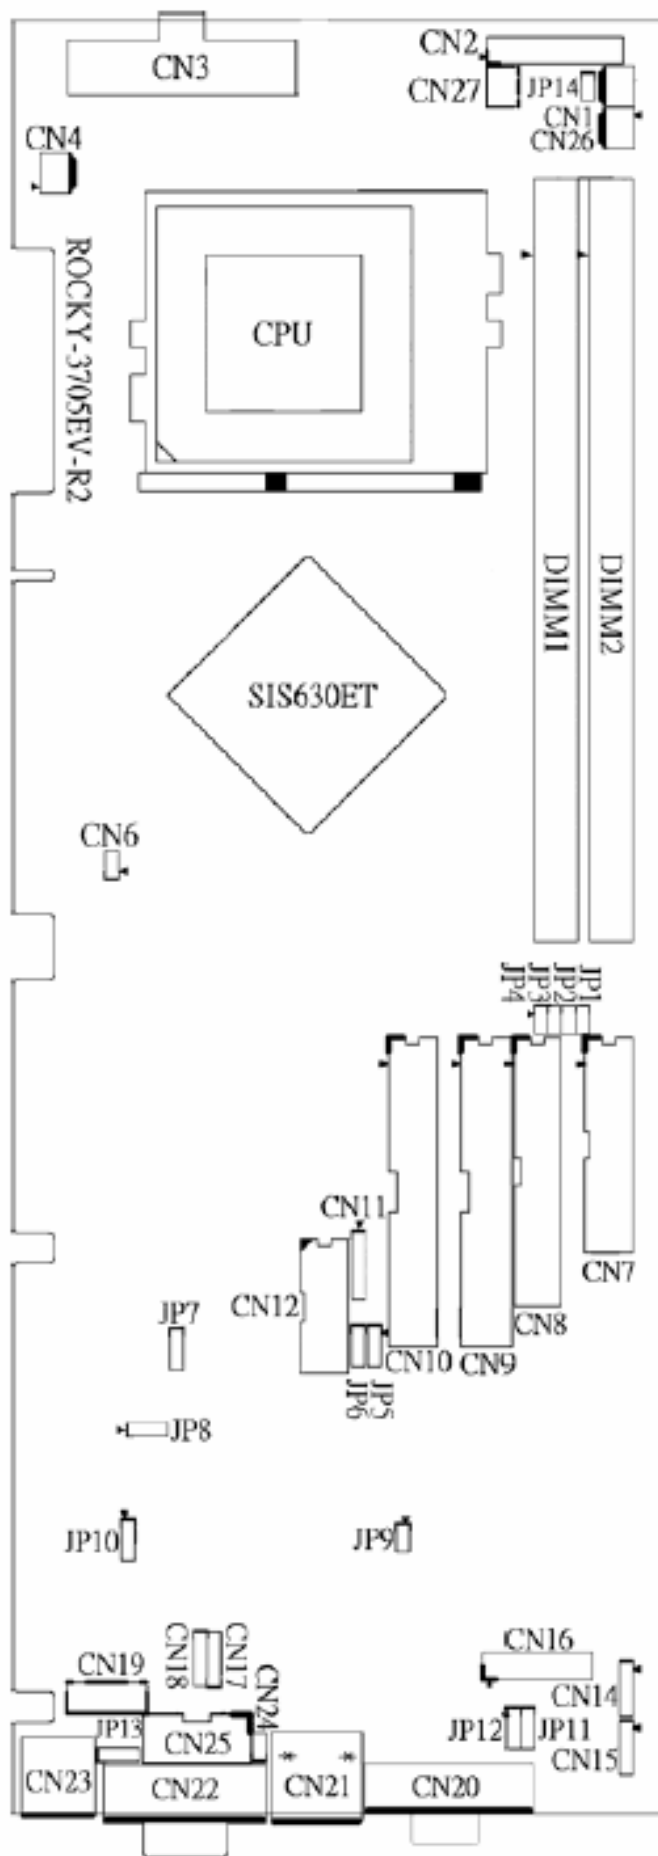 CN2
CN3
CN27
JP14
CN1
CN26
CN4
ROCKY-3705EV-R2
CPU
DIMM1
DIMM2
SIS630ET
CN6
JP4
JP3
JP2
JP1
CN11
CN12
CN7
CN8
JP7
CN10
CN9
JP6
JP5
JP8
JP10
JP9
CN18
CN17
CN16
CN19
CN24
CN14
JP13
CN25
JP12
JP11
CN15
CN23
CN22
CN21
CN20